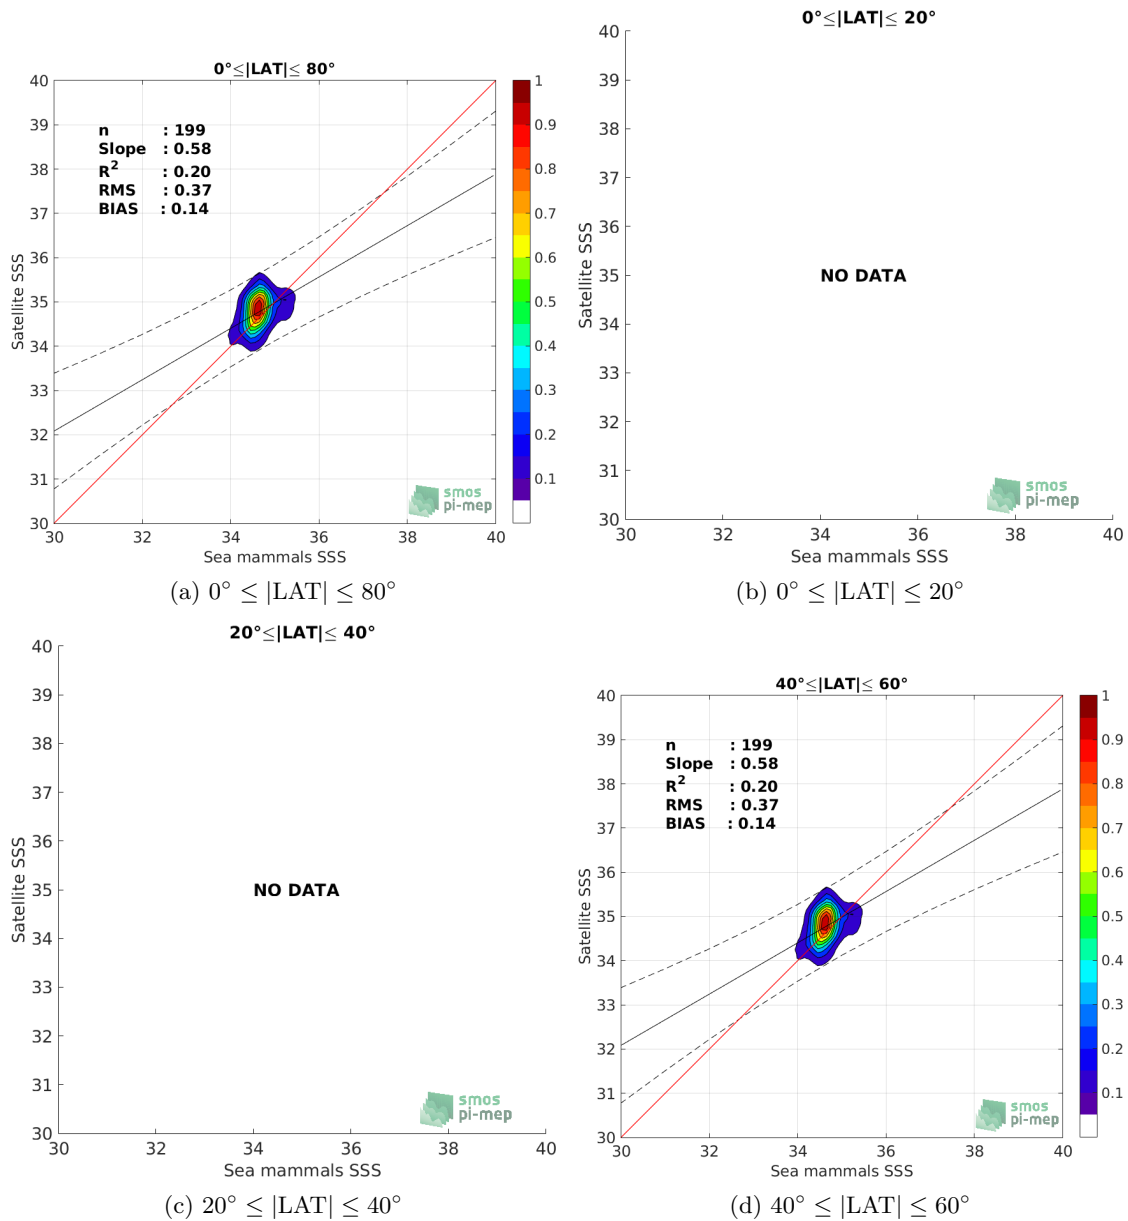 0°≤|LAT|≤ 80°
40
39
38
37
36
35
34
33
32
31
30
30
32
34
36
38
40
Satellite SSS
Sea mammals SSS
n : 199
Slope : 0.58
R² : 0.20
RMS : 0.37
BIAS : 0.14
1
0.9
0.8
0.7
0.6
0.5
0.4
0.3
0.2
0.1
smos
pi-mep
(a) 0° ≤ |LAT| ≤ 80°
0°≤|LAT|≤ 20°
40
39
38
37
36
35
34
33
32
31
30
30
32
34
36
38
40
Satellite SSS
Sea mammals SSS
NO DATA
smos
pi-mep
(b) 0° ≤ |LAT| ≤ 20°
20°≤|LAT|≤ 40°
40
39
38
37
36
35
34
33
32
31
30
30
32
34
36
38
40
Satellite SSS
Sea mammals SSS
NO DATA
smos
pi-mep
(c) 20° ≤ |LAT| ≤ 40°
40°≤|LAT|≤ 60°
40
39
38
37
36
35
34
33
32
31
30
30
32
34
36
38
40
Satellite SSS
Sea mammals SSS
n : 199
Slope : 0.58
R² : 0.20
RMS : 0.37
BIAS : 0.14
1
0.9
0.8
0.7
0.6
0.5
0.4
0.3
0.2
0.1
smos
pi-mep
(d) 40° ≤ |LAT| ≤ 60°